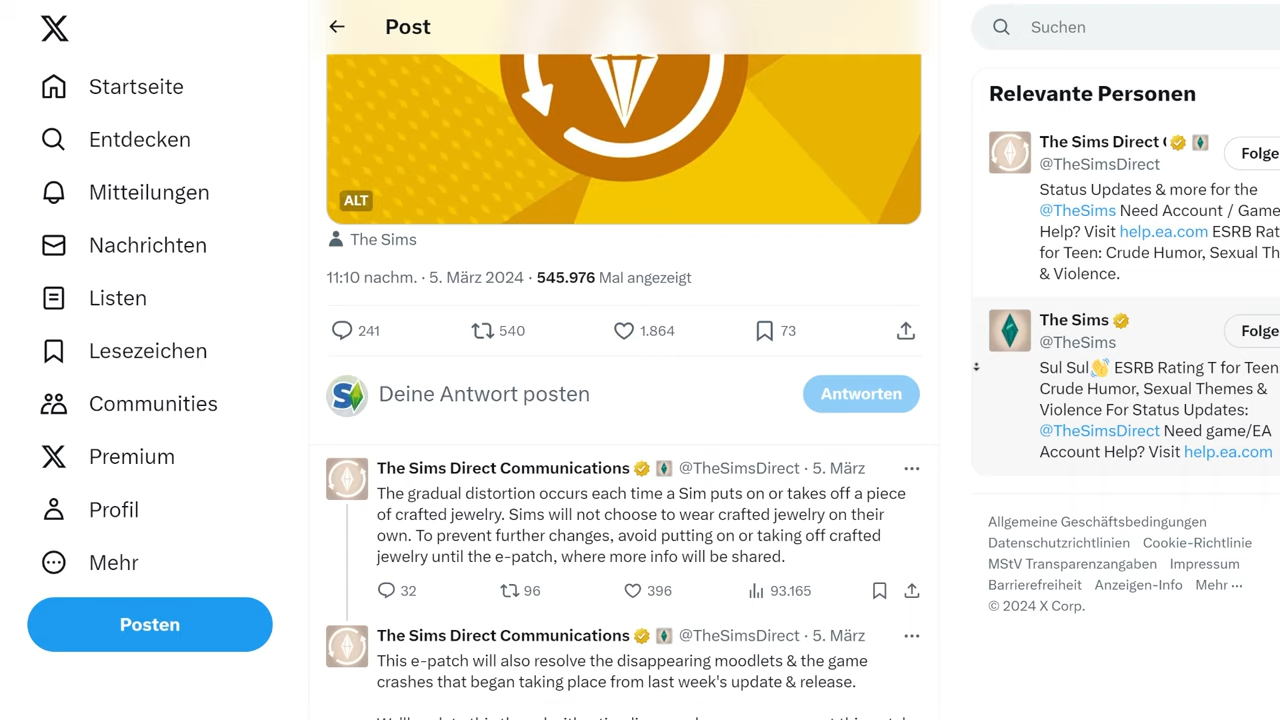 Startseite
Entdecken
Mitteilungen
Nachrichten
Listen
Lesezeichen
Communities
Premium
Profil
Mehr
Posten
Post
ALT
The Sims
11:10 nachm. · 5. März 2024 · 545.976 Mal angezeigt
241 540 1.864 73
Deine Antwort posten
Antworten
The Sims Direct Communications @TheSimsDirect · 5. März
The gradual distortion occurs each time a Sim puts on or takes off a piece
of crafted jewelry. Sims will not choose to wear crafted jewelry on their
own. To prevent further changes, avoid putting on or taking off crafted
jewelry until the e-patch, where more info will be shared.
32 96 396 93.165
The Sims Direct Communications @TheSimsDirect · 5. März
This e-patch will also resolve the disappearing moodlets & the game
crashes that began taking place from last week's update & release.
Suchen
Relevante Personen
The Sims Direct
@TheSimsDirect
Folge
Status Updates & more for the
@TheSims Need Account / Game
Help? Visit help.ea.com ESRB Rat
for Teen: Crude Humor, Sexual Th
& Violence.
The Sims
@TheSims
Folge
Sul Sul ESRB Rating T for Teen
Crude Humor, Sexual Themes &
Violence For Status Updates:
@TheSimsDirect Need game/EA
Account Help? Visit help.ea.com
Allgemeine Geschäftsbedingungen
Datenschutzrichtlinien Cookie-Richtlinie
MStV Transparenzangaben Impressum
Barrierefreiheit Anzeigen-Info Mehr ···
© 2024 X Corp.